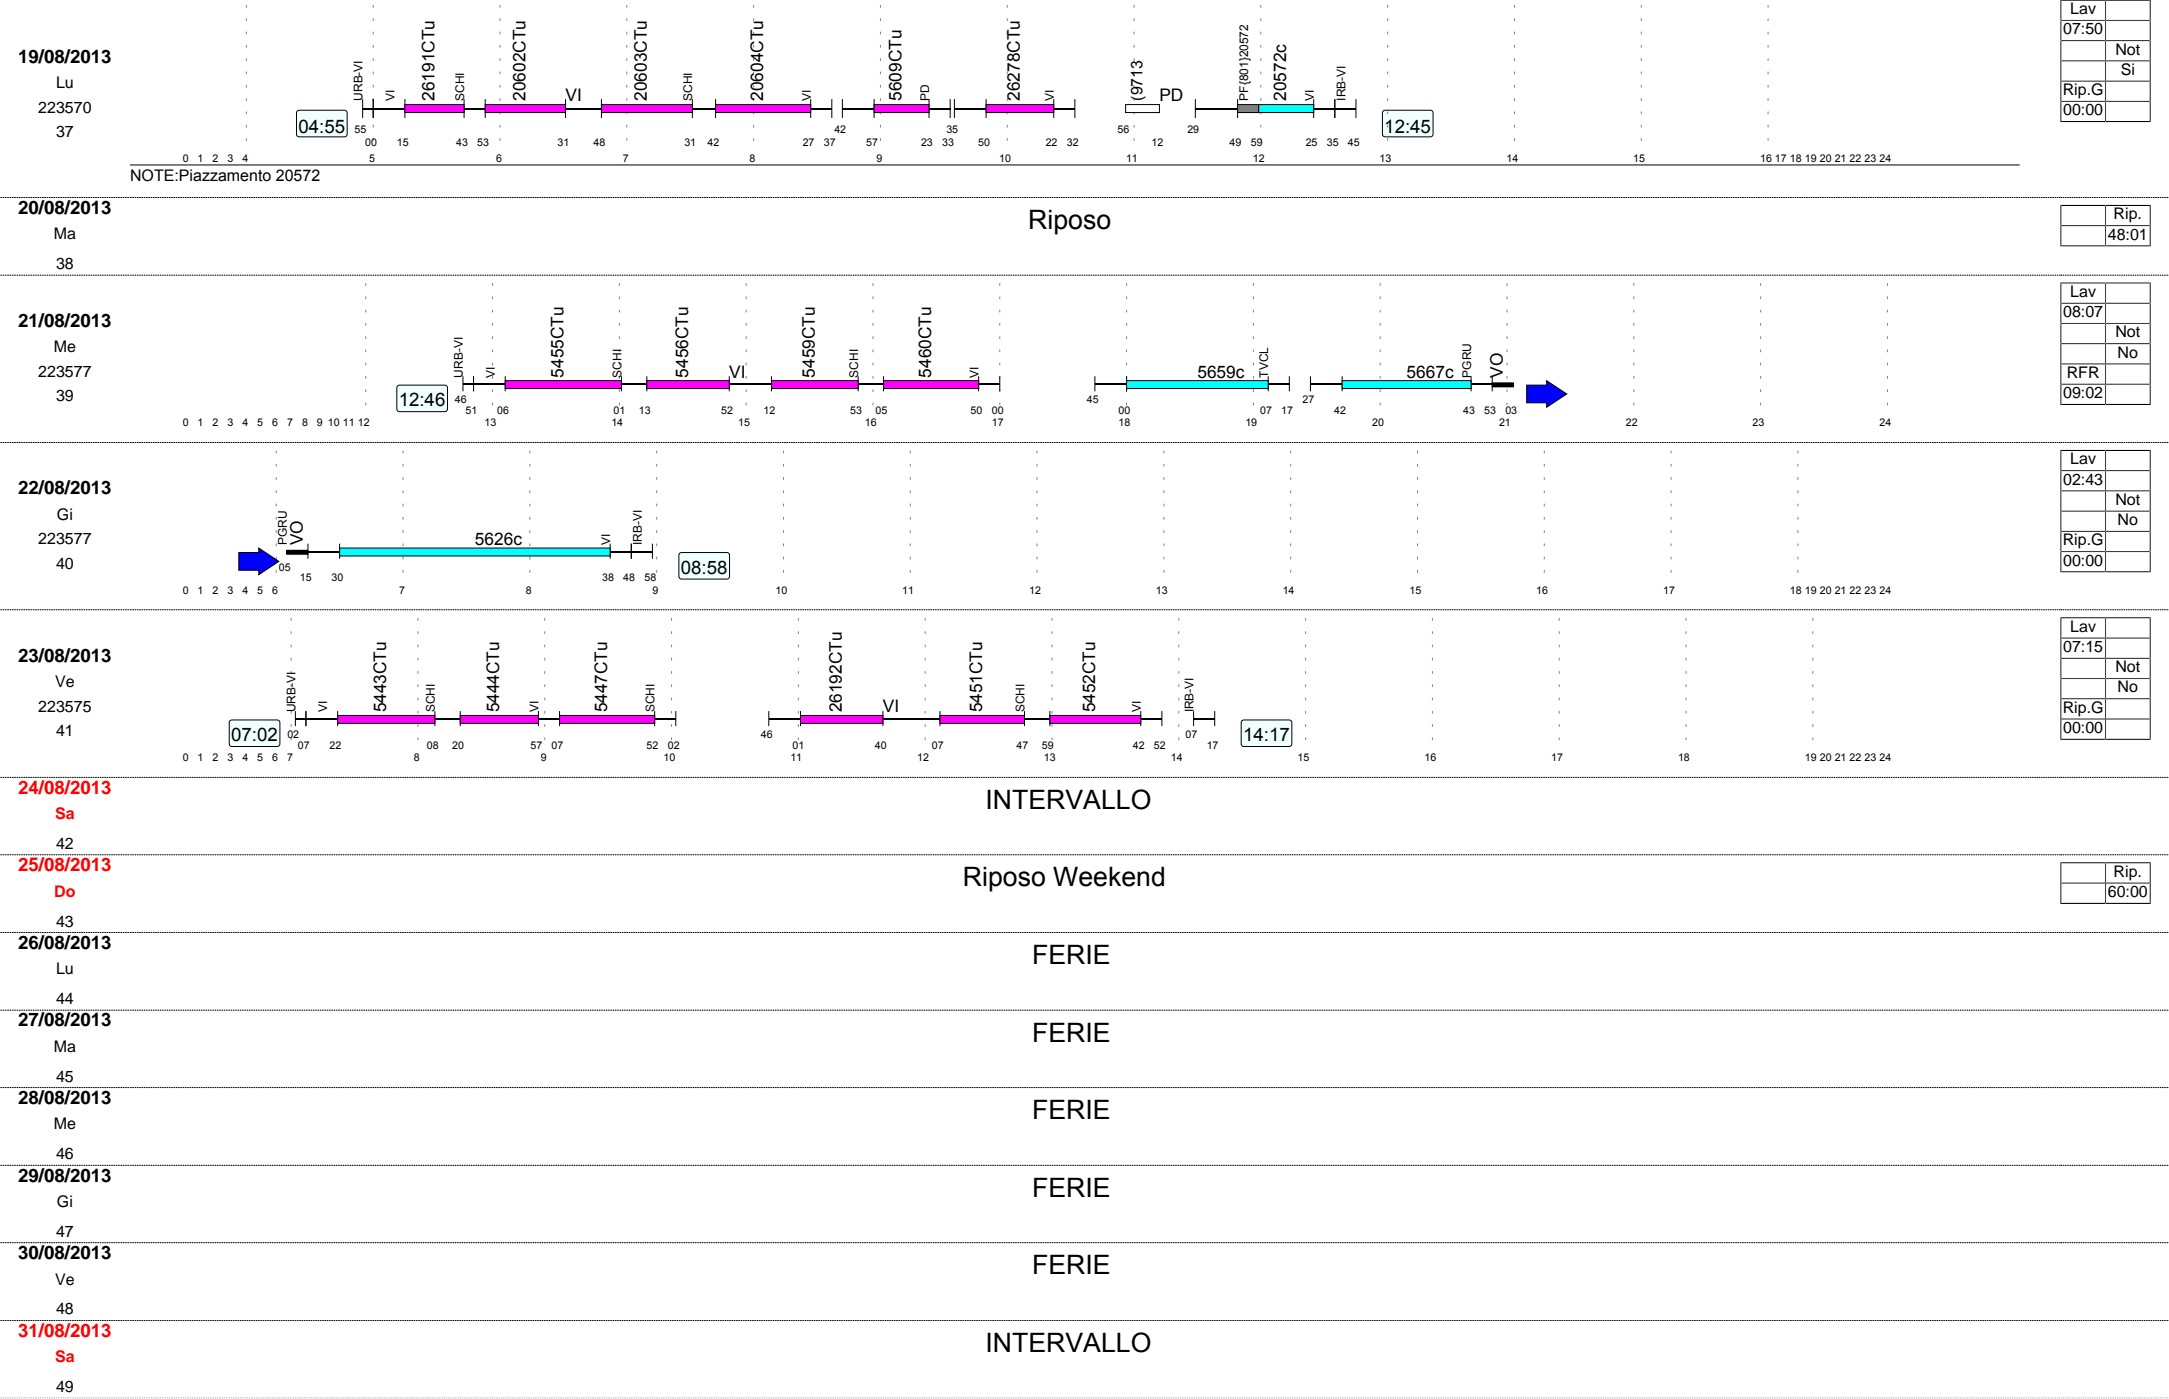 19/08/2013
Lu
223570
37
04:55
URB-VI
VI
26191CTu
SCHI
20602CTu
VI
20603CTu
SCHI
20604CTu
VI
5609CTu
PD
26278CTu
VI
(9713
PD
PF{801}20572
20572c
VI
IRB-VI
12:45
55 00 15 43 53 31 48 31 42 27 37 42 57 23 33 35 50 22 32 56 12 29 49 59 25 35 45
0 1 2 3 4 5 6 7 8 9 10 11 12 13 14 15 16 17 18 19 20 21 22 23 24
NOTE:Piazzamento 20572
Lav
07:50
Not
Si
Rip.G
00:00
20/08/2013
Ma
38
Riposo
Rip.
48:01
21/08/2013
Me
223577
39
12:46
URB-VI
VI
5455CTu
SCHI
5456CTu
VI
5459CTu
SCHI
5460CTu
VI
5659c
TVCL
5667c
PGRU
VO
46 51 06 01 13 52 12 53 05 50 00 45 00 07 17 27 42 43 53 03
0 1 2 3 4 5 6 7 8 9 10 11 12 13 14 15 16 17 18 19 20 21 22 23 24
Lav
08:07
Not
No
RFR
09:02
22/08/2013
Gi
223577
40
PGRU
VO
5626c
VI
IRB-VI
08:58
05 15 30 38 48 58
0 1 2 3 4 5 6 7 8 9 10 11 12 13 14 15 16 17 18 19 20 21 22 23 24
Lav
02:43
Not
No
Rip.G
00:00
23/08/2013
Ve
223575
41
07:02
URB-VI
VI
5443CTu
SCHI
5444CTu
VI
5447CTu
SCHI
26192CTu
VI
5451CTu
SCHI
5452CTu
VI
IRB-VI
14:17
02 07 22 08 20 57 07 52 02 46 01 40 07 47 59 42 52 07 17
0 1 2 3 4 5 6 7 8 9 10 11 12 13 14 15 16 17 18 19 20 21 22 23 24
Lav
07:15
Not
No
Rip.G
00:00
24/08/2013
Sa
42
INTERVALLO
25/08/2013
Do
43
Riposo Weekend
Rip.
60:00
26/08/2013
Lu
44
FERIE
27/08/2013
Ma
45
FERIE
28/08/2013
Me
46
FERIE
29/08/2013
Gi
47
FERIE
30/08/2013
Ve
48
FERIE
31/08/2013
Sa
49
INTERVALLO